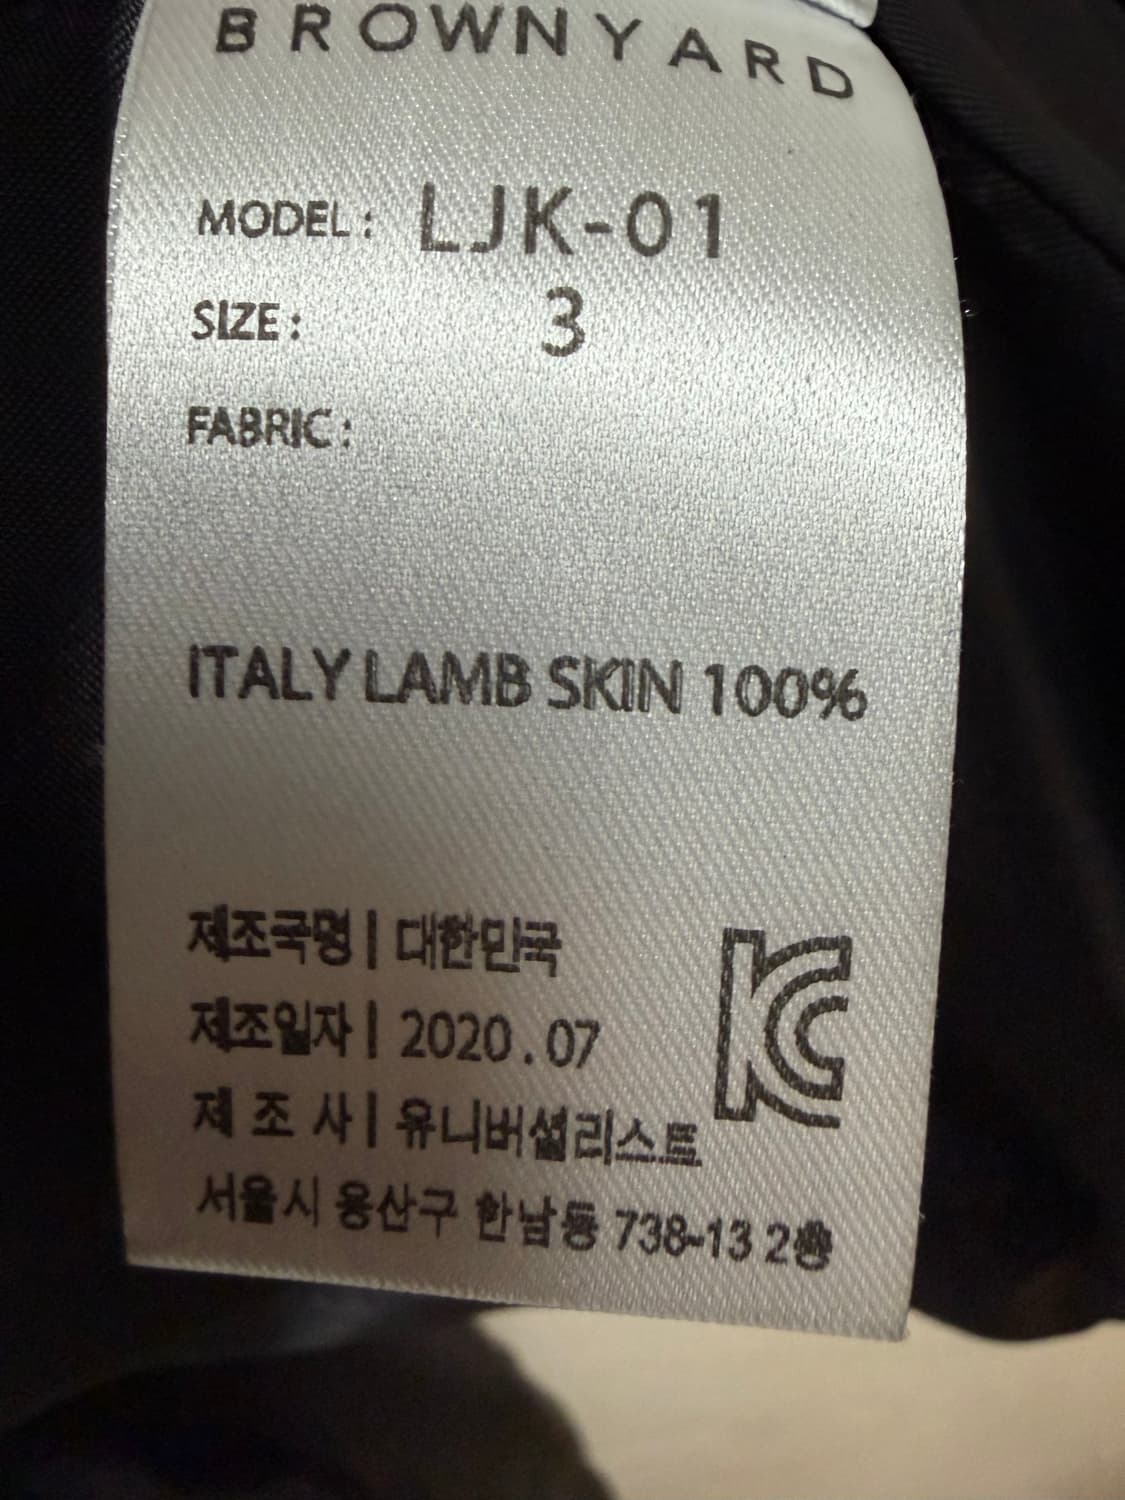 BROWNYARD
MODEL: LJK-01
SIZE: 3
FABRIC:
ITALY LAMB SKIN 100%
제조국명 | 대한민국
제조일자 | 2020.07
제 조 사 | 유니버셜리스트
서울시 용산구 한남동 738-13 2층
KC